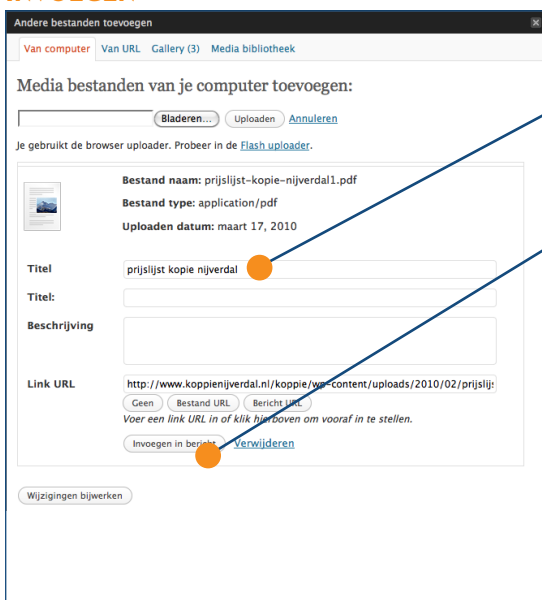 Andere bestanden toevoegen
Van computer Van URL Gallery (3) Media bibliotheek
Media bestanden van je computer toevoegen:
Bladeren... Uploaden Annuleren
Je gebruikt de browser uploader. Probeer in de Flash uploader.
Bestand naam: prijslijst-kopie-nijverdal1.pdf
Bestand type: application/pdf
Uploaden datum: maart 17, 2010
Titel prijslijst kopie nijverdal
Titel:
Beschrijving
Link URL http://www.koppienijverdal.nl/koppie/wp-content/uploads/2010/02/prijslij
Geen Bestand URL Bericht URL
Voer een link URL in of klik hierboven om vooraf in te stellen.
Invoegen in bericht Verwijderen
Wijzigingen bijwerken